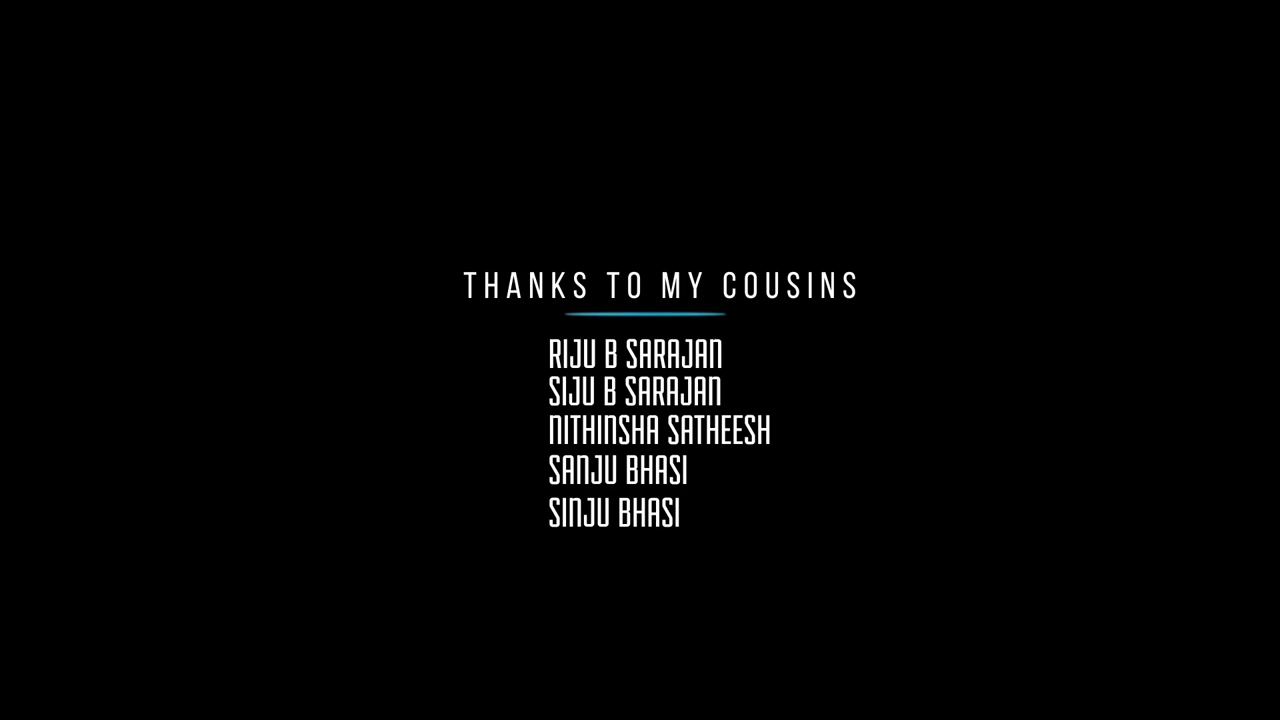 THANKS TO MY COUSINS
RIJU B SARAJAN
SIJU B SARAJAN
NITHINSHA SATHEESH
SANJU BHASI
SINJU BHASI